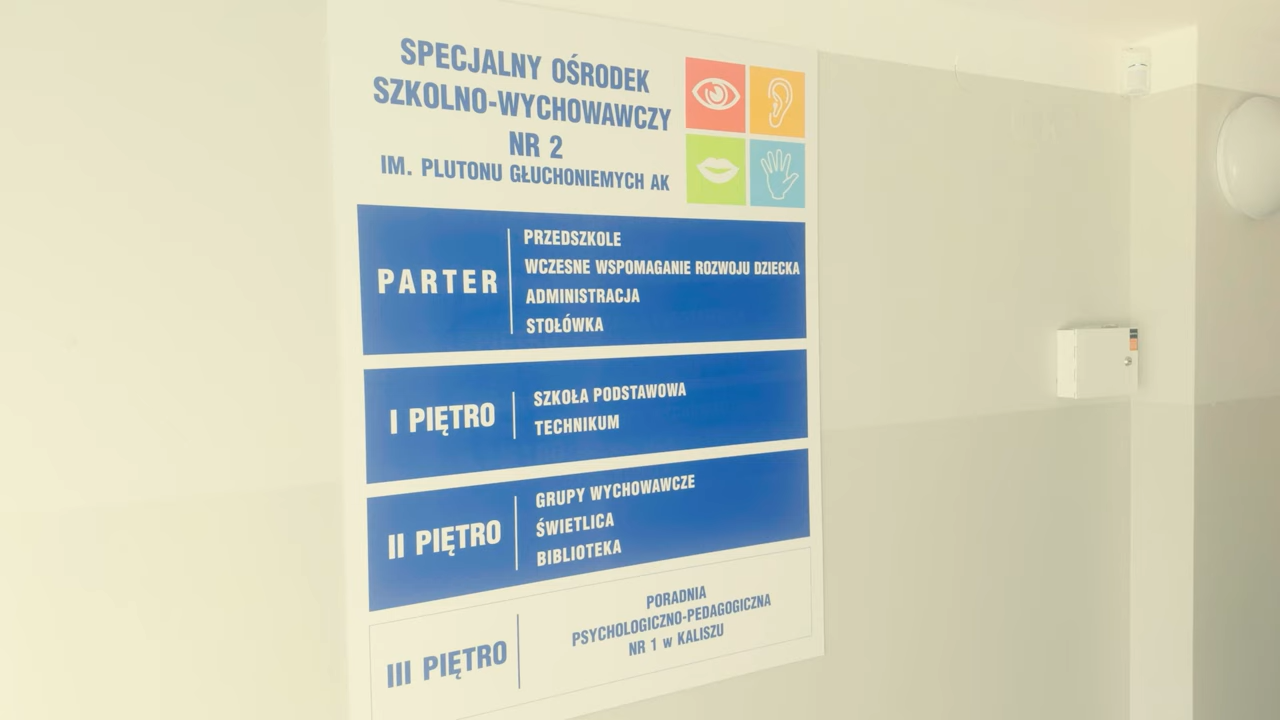 SPECJALNY OŚRODEK
SZKOLNO-WYCHOWAWCZY
NR 2
IM. PLUTONU GŁUCHONIEMYCH AK
PARTER
PRZEDSZKOLE
WCZESNE WSPOMAGANIE ROZWOJU DZIECKA
ADMINISTRACJA
STOŁÓWKA
I PIĘTRO
SZKOŁA PODSTAWOWA
TECHNIKUM
II PIĘTRO
GRUPY WYCHOWAWCZE
ŚWIETLICA
BIBLIOTEKA
III PIĘTRO
PORADNIA
PSYCHOLOGICZNO-PEDAGOGICZNA
NR 1 w KALISZU